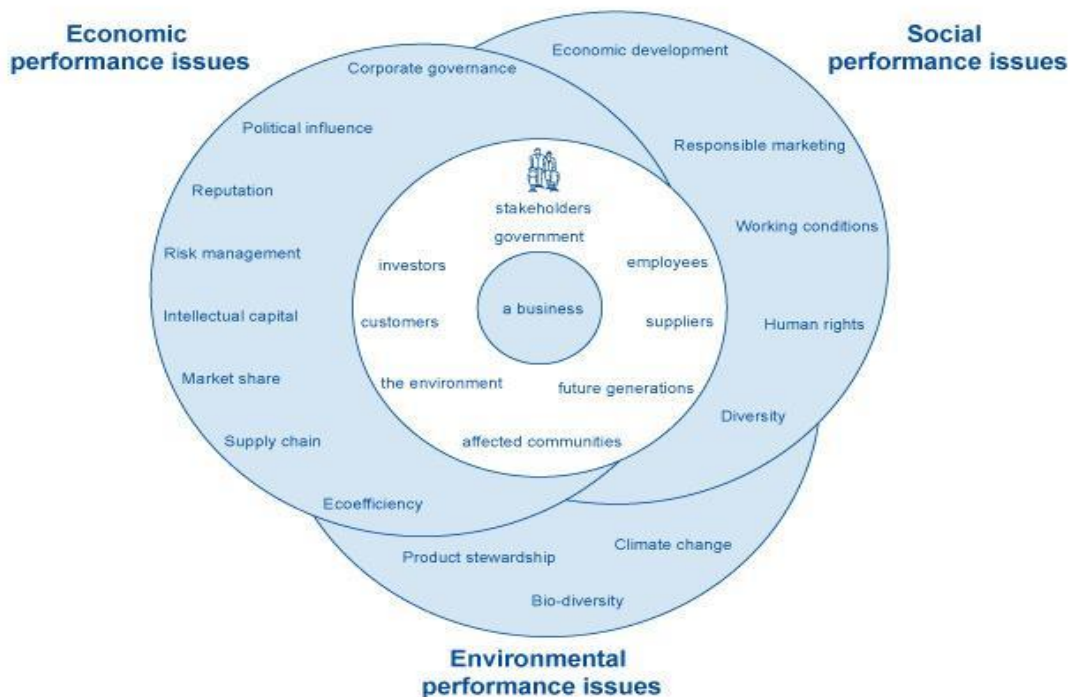 Economic
performance issues
Social
performance issues
Economic development
Corporate governance
Political influence
Responsible marketing
Reputation
stakeholders
Working conditions
government
Risk management
investors
employees
a business
Intellectual capital
customers
suppliers
Human rights
Market share
the environment
future generations
Diversity
Supply chain
affected communities
Ecoefficiency
Climate change
Product stewardship
Bio-diversity
Environmental
performance issues